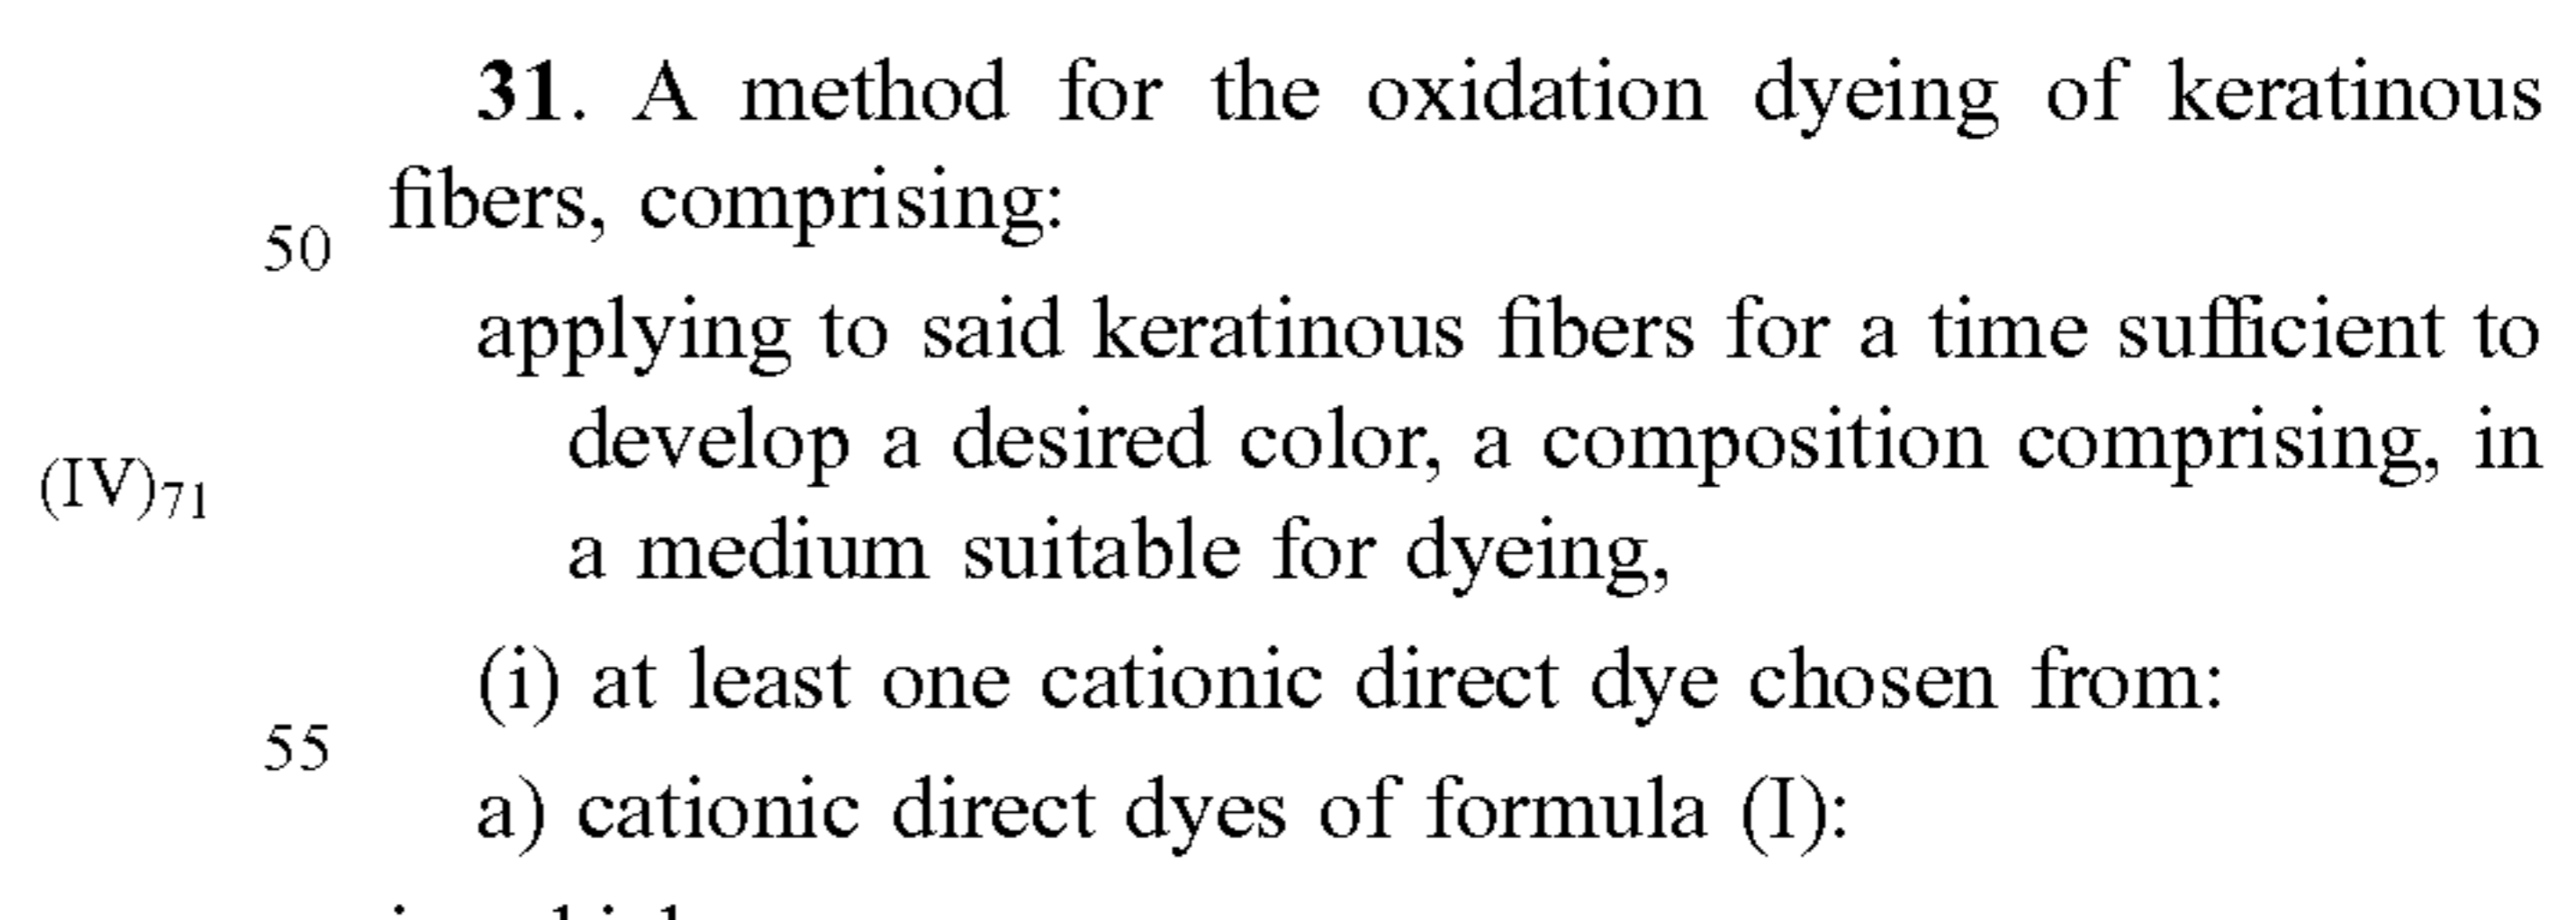 31. A method for the oxidation dyeing of keratinous
fibers, comprising:
50
applying to said keratinous fibers for a time sufficient to
develop a desired color, a composition comprising, in
(IV)71
a medium suitable for dyeing,
(i) at least one cationic direct dye chosen from:
55
a) cationic direct dyes of formula (I):